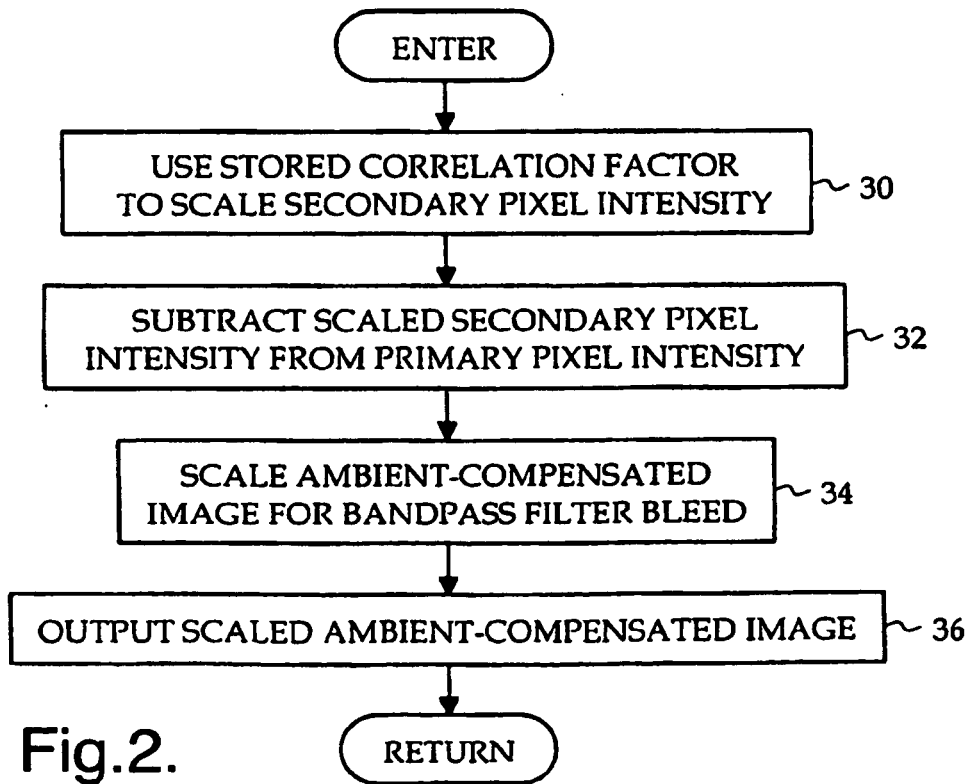 ENTER
USE STORED CORRELATION FACTOR
TO SCALE SECONDARY PIXEL INTENSITY
30
SUBTRACT SCALED SECONDARY PIXEL
INTENSITY FROM PRIMARY PIXEL INTENSITY
32
SCALE AMBIENT-COMPENSATED
IMAGE FOR BANDPASS FILTER BLEED
34
OUTPUT SCALED AMBIENT-COMPENSATED IMAGE
36
RETURN
Fig.2.